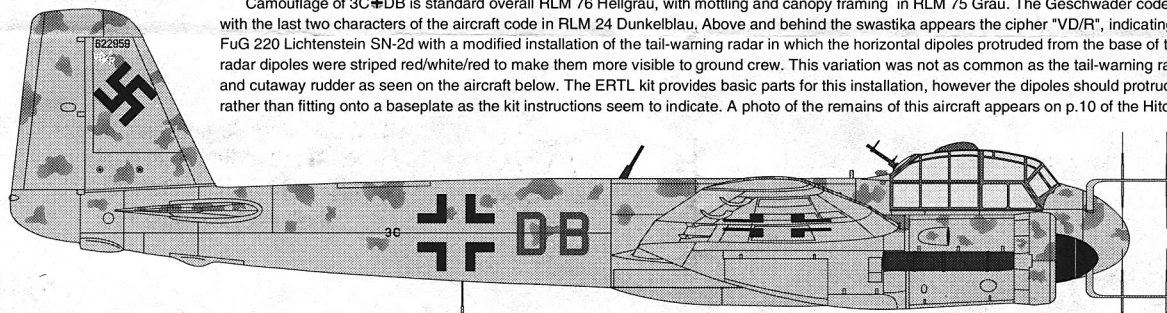 Camouflage of 3C✚DB is standard overall RLM 76 Hellgrau, with mottling and canopy framing in RLM 75 Grau. The Geschwader code
with the last two characters of the aircraft code in RLM 24 Dunkelblau. Above and behind the swastika appears the cipher "VD/R", indicating
FuG 220 Lichtenstein SN-2d with a modified installation of the tail-warning radar in which the horizontal dipoles protruded from the base of t
radar dipoles were striped red/white/red to make them more visible to ground crew. This variation was not as common as the tail-warning ra
and cutaway rudder as seen on the aircraft below. The ERTL kit provides basic parts for this installation, however the dipoles should protrud
rather than fitting onto a baseplate as the kit instructions seem to indicate. A photo of the remains of this aircraft appears on p.10 of the Hitc
622959
3C
DB